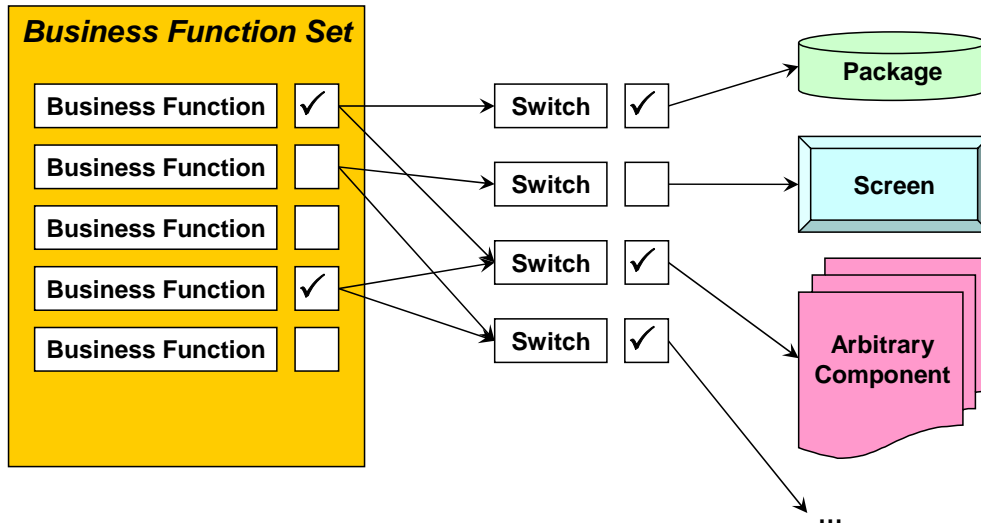 Business Function Set
Business Function
Business Function
Business Function
Business Function
Business Function
Switch
Switch
Switch
Switch
Package
Screen
Arbitrary
Component
...